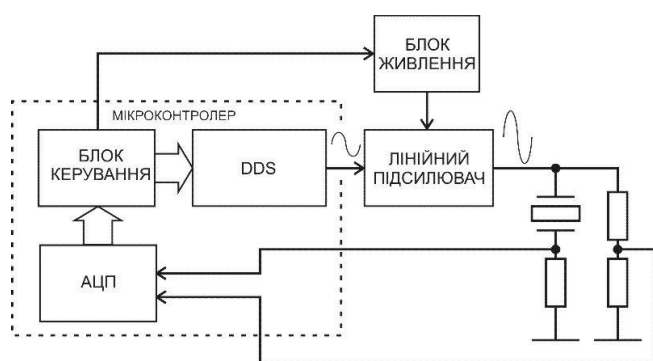 БЛОК
ЖИВЛЕННЯ
МІКРОКОНТРОЛЕР
БЛОК
КЕРУВАННЯ
DDS
ЛІНІЙНИЙ
ПІДСИЛЮВАЧ
АЦП